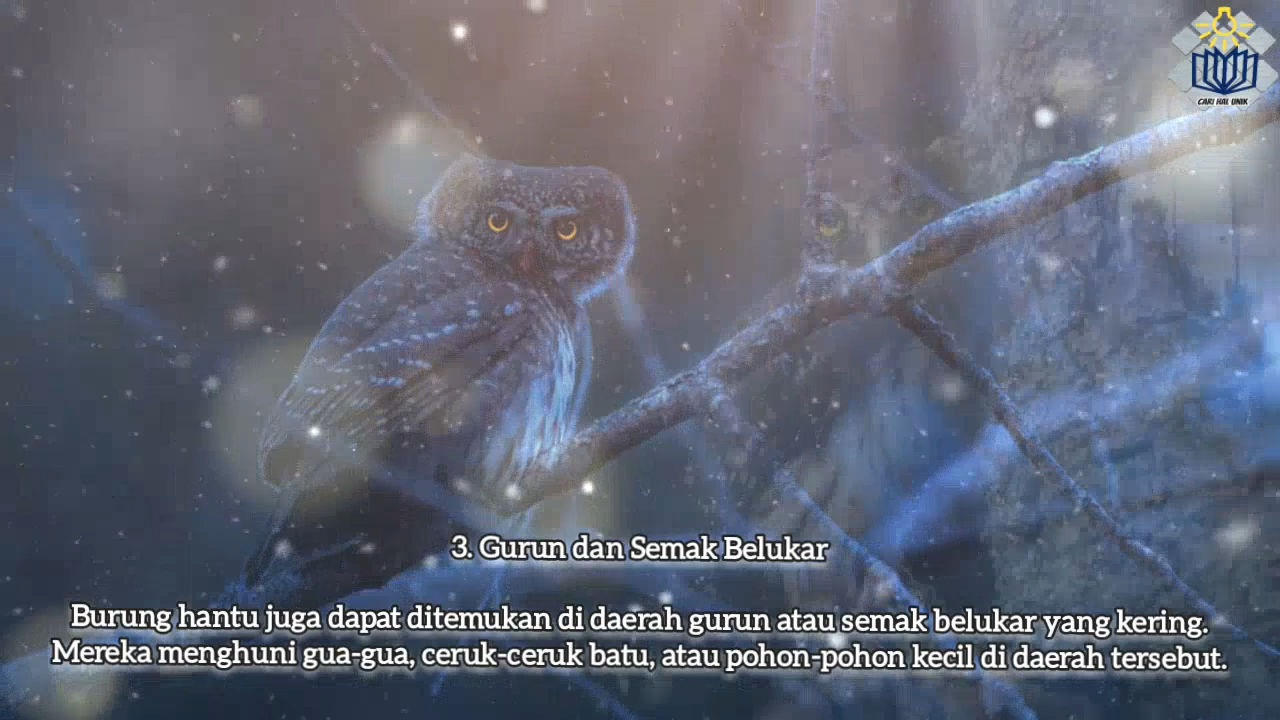 CARI HAL UNIK
3. Gurun dan Semak Belukar
Burung hantu juga dapat ditemukan di daerah gurun atau semak belukar yang kering.
Mereka menghuni gua-gua, ceruk-ceruk batu, atau pohon-pohon kecil di daerah tersebut.